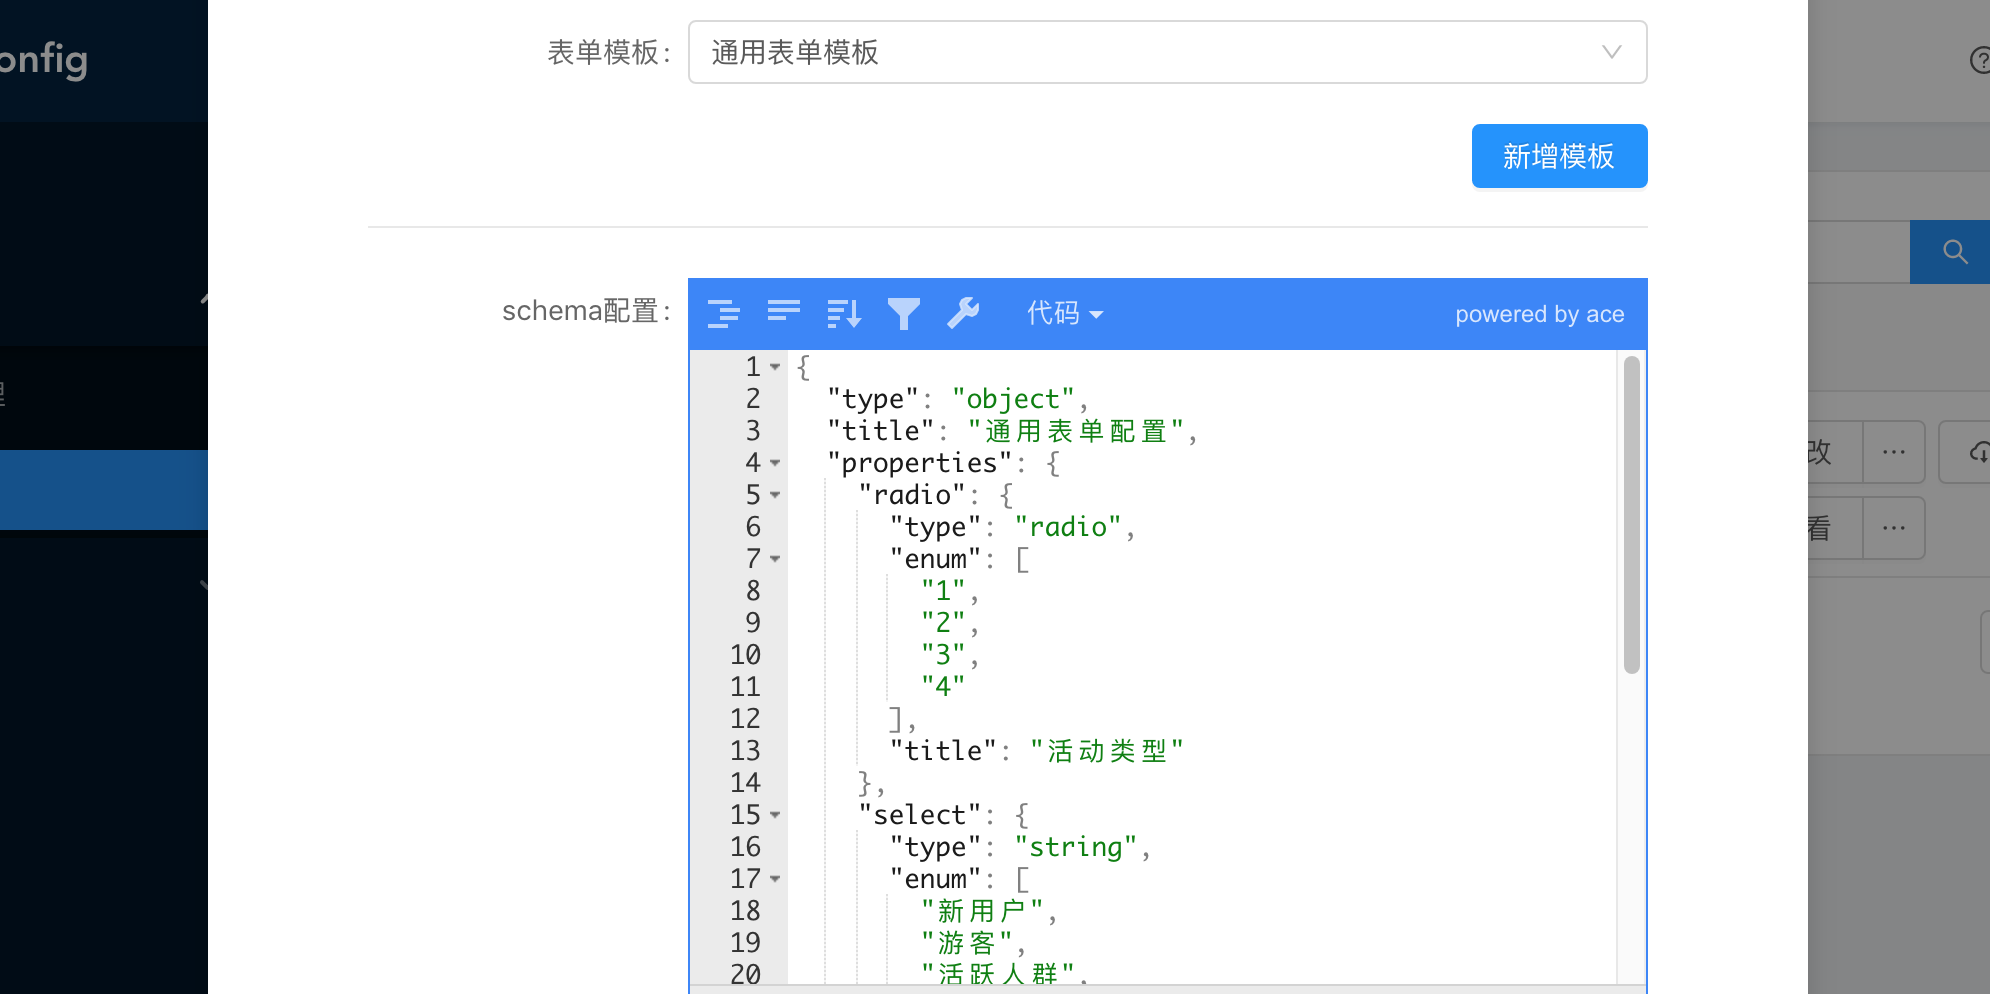 onfig
表单模板：
通用表单模板
新增模板
schema配置：
代码
powered by ace
理
改
···
看
···
1 {
2 "type": "object",
3 "title": "通用表单配置",
4 "properties": {
5 "radio": {
6 "type": "radio",
7 "enum": [
8 "1",
9 "2",
10 "3",
11 "4"
12 ],
13 "title": "活动类型"
14 },
15 "select": {
16 "type": "string",
17 "enum": [
18 "新用户",
19 "游客",
20 "活跃人群",